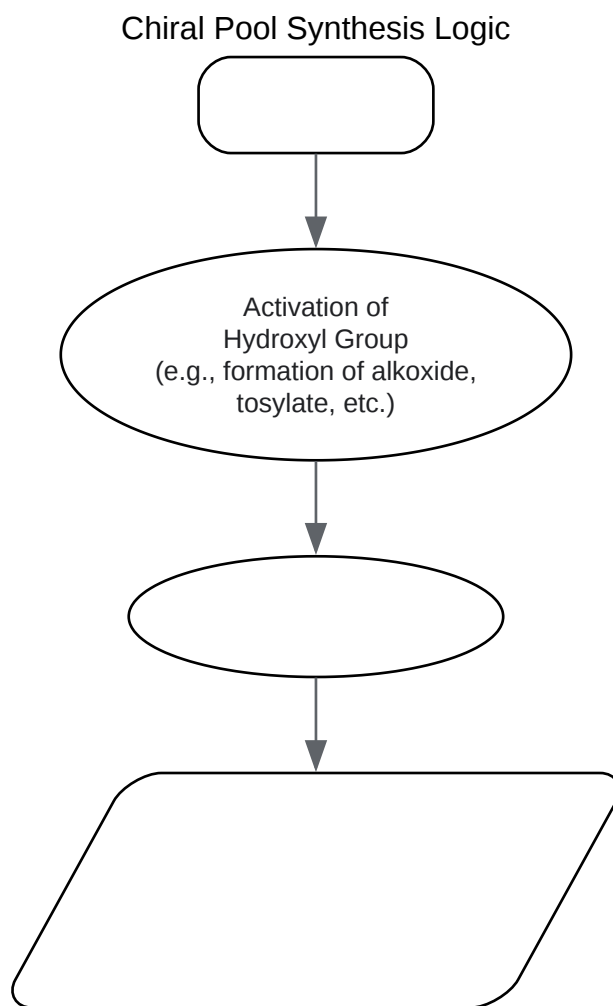 Chiral Pool Synthesis Logic
Activation of
Hydroxyl Group
(e.g., formation of alkoxide,
tosylate, etc.)